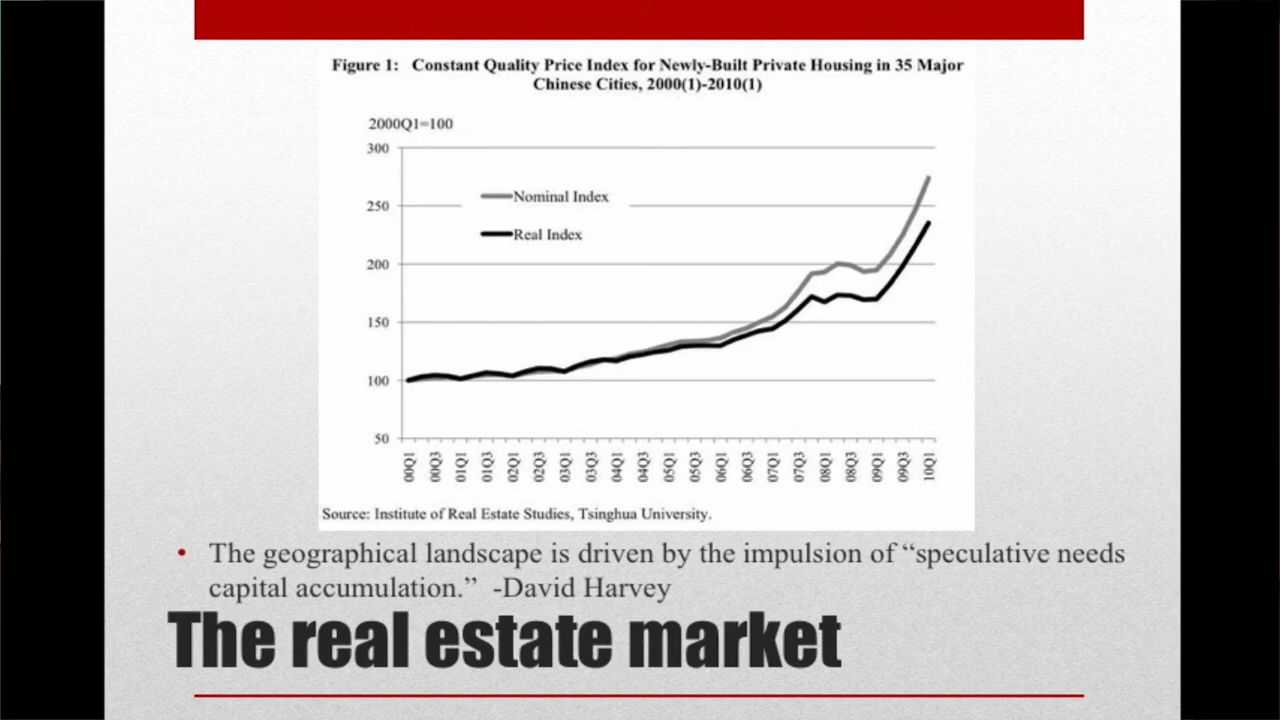 Figure 1: Constant Quality Price Index for Newly-Built Private Housing in 35 Major
Chinese Cities, 2000(1)-2010(1)
2000Q1=100
300
250
200
150
100
50
Nominal Index
Real Index
00Q1 00Q3 01Q1 01Q3 02Q1 02Q3 03Q1 03Q3 04Q1 04Q3 05Q1 05Q3 06Q1 06Q3 07Q1 07Q3 08Q1 08Q3 09Q1 09Q3 10Q1
Source: Institute of Real Estate Studies, Tsinghua University.
• The geographical landscape is driven by the impulsion of “speculative needs
capital accumulation.” -David Harvey
The real estate market